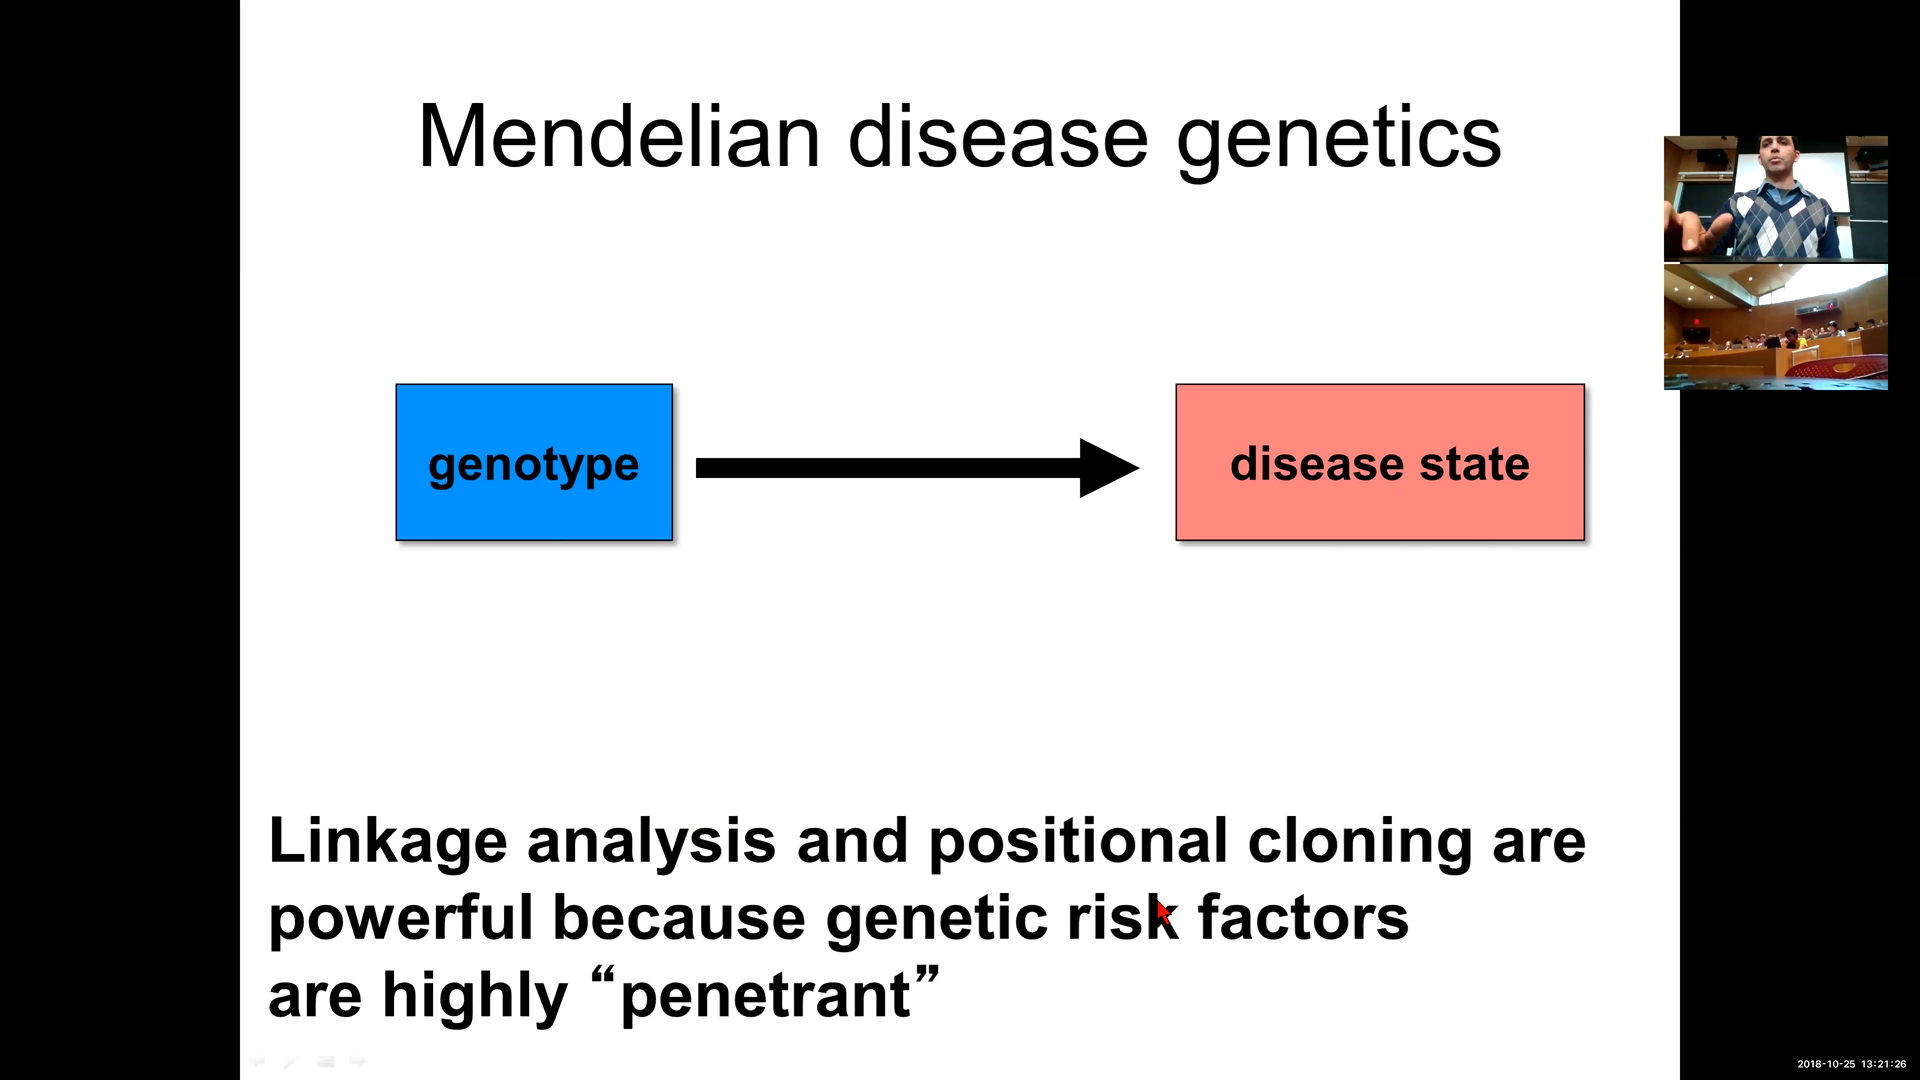 Mendelian disease genetics
genotype
disease state
Linkage analysis and positional cloning are
powerful because genetic risk factors
are highly “penetrant”
2018-10-25 13:21:26